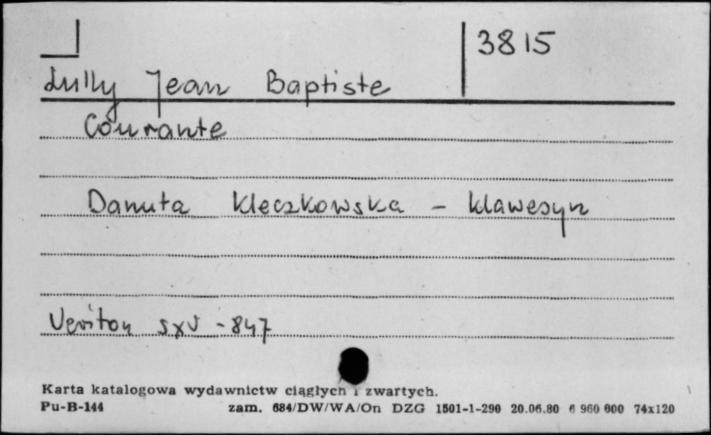 3815
Lully Jean Baptiste
Courante
Danuta Kleczkowska - klawesyn
Veriton sxv - 847
Karta katalogowa wydawnictw ciągłych i zwartych.
Pu-B-144 zam. 684/DW/WA/On DZG 1501-1-290 20.06.80 6 960 000 74x120